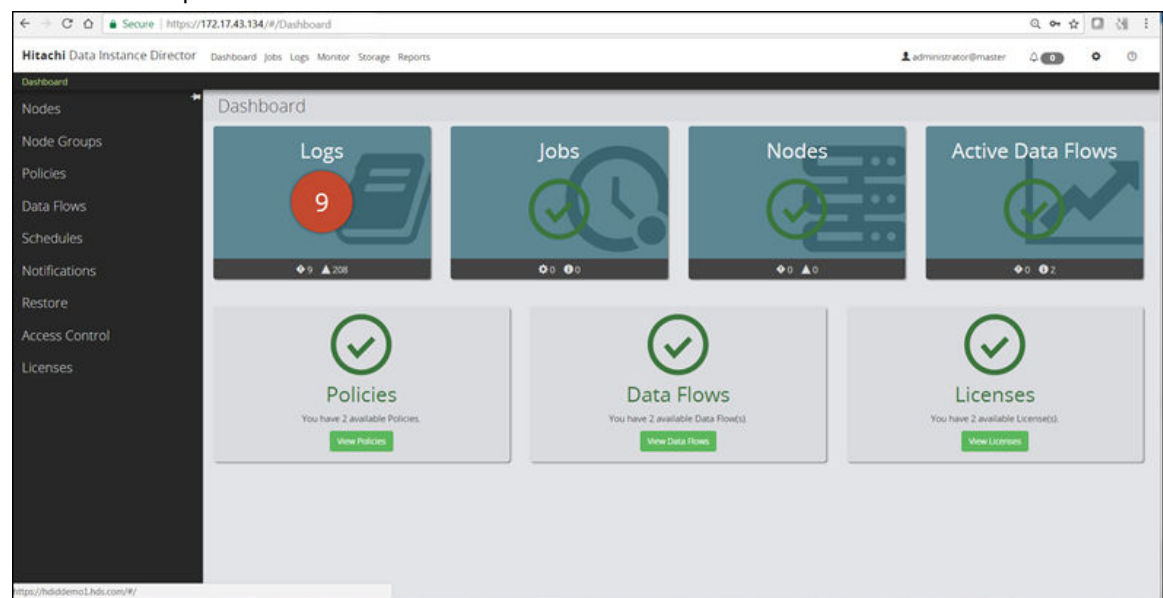 Secure | https://172.17.43.134/#/Dashboard
Hitachi Data Instance Director Dashboard Jobs Logs Monitor Storage Reports administrator@master 0
Dashboard
Nodes
Node Groups
Policies
Data Flows
Schedules
Notifications
Restore
Access Control
Licenses
Dashboard
Logs
9
9 208
Jobs
0 0
Nodes
0 0
Active Data Flows
0 2
Policies
You have 2 available Policies.
View Policies
Data Flows
You have 2 available Data Flow(s).
View Data Flows
Licenses
You have 2 available License(s).
View Licenses
https://hdiddemo1.hds.com/#/